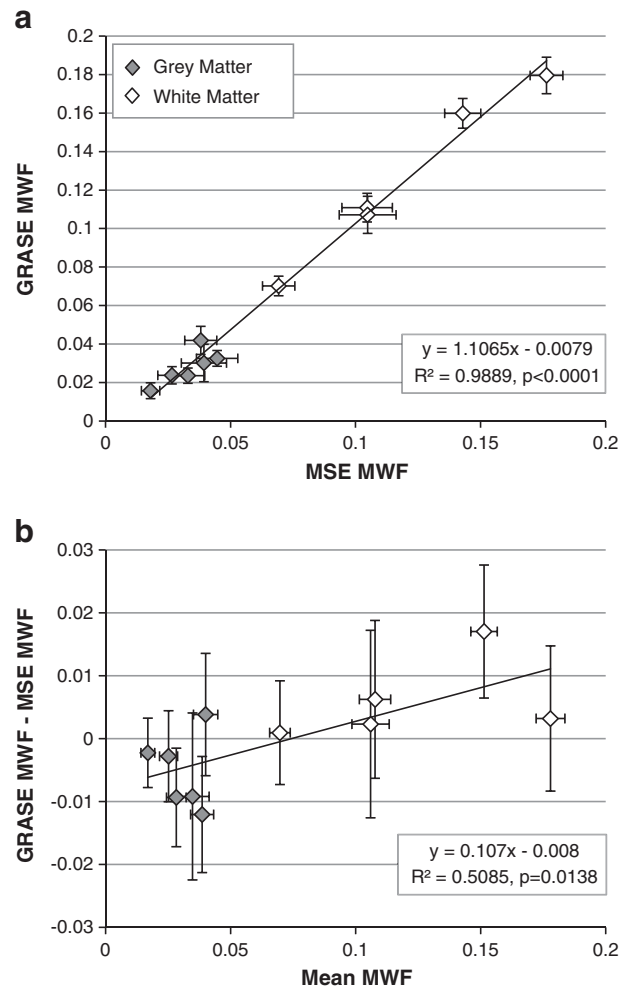 a
0.2
0.18
0.16
0.14
0.12
0.1
0.08
0.06
0.04
0.02
0
GRASE MWF
Grey Matter
White Matter
y = 1.1065x - 0.0079
R² = 0.9889, p<0.0001
0 0.05 0.1 0.15 0.2
MSE MWF
b
0.03
0.02
0.01
0
-0.01
-0.02
-0.03
GRASE MWF - MSE MWF
y = 0.107x - 0.008
R² = 0.5085, p=0.0138
0 0.05 0.1 0.15 0.2
Mean MWF